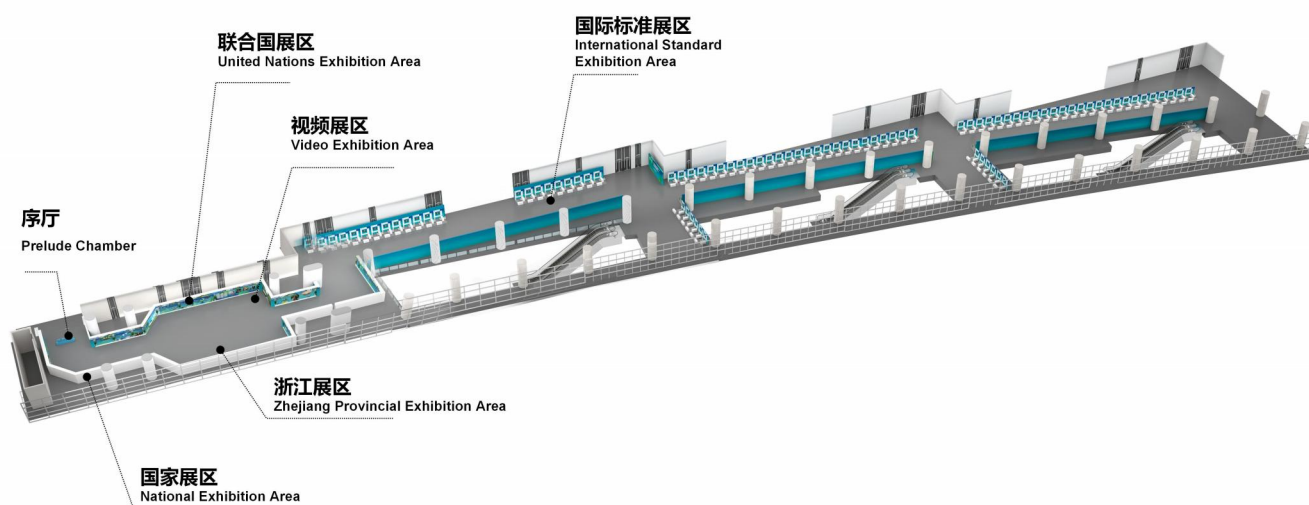 国际标准展区
International Standard
Exhibition Area
联合国展区
United Nations Exhibition Area
视频展区
Video Exhibition Area
序厅
Prelude Chamber
浙江展区
Zhejiang Provincial Exhibition Area
国家展区
National Exhibition Area